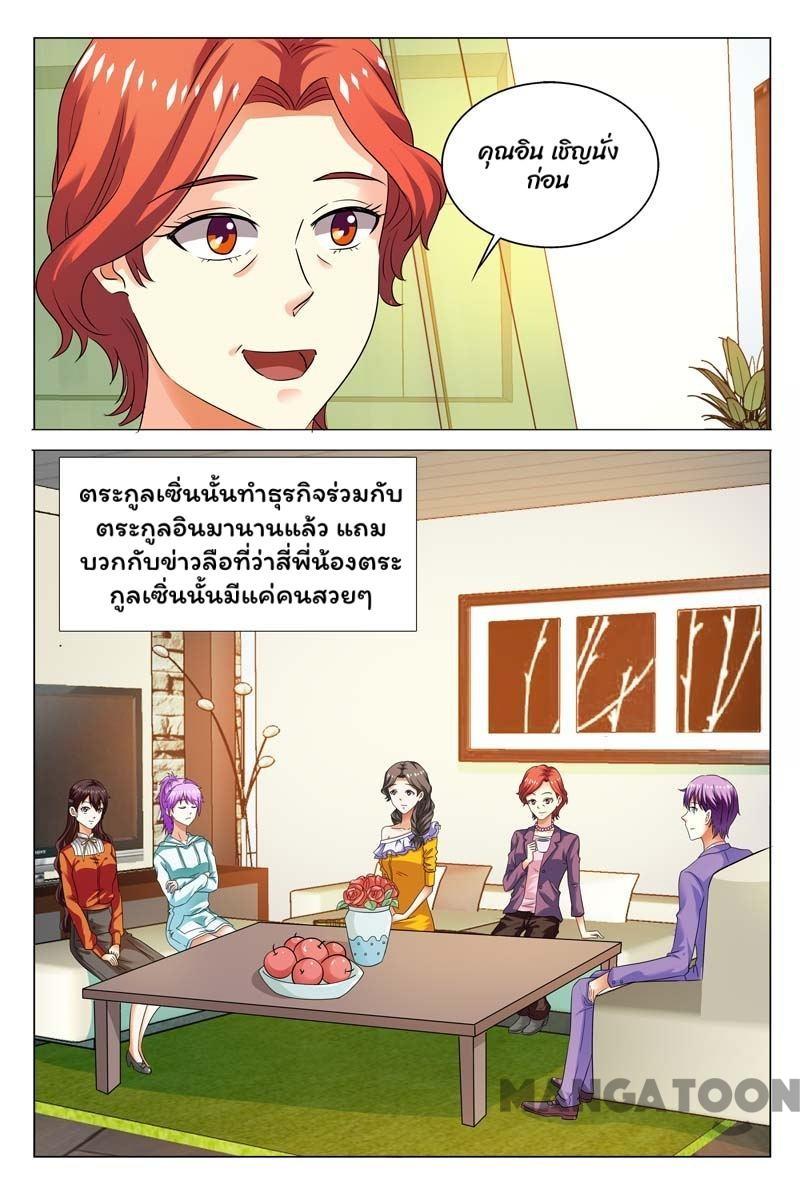 คุณอิน เชิญนั่ง
ก่อน
ตระกูลเซิ่นนั้นทำธุรกิจร่วมกับ
ตระกูลอินมานานแล้ว แถม
บวกกับข่าวลือที่ว่าสี่พี่น้องตระ
กูลเซิ่นนั้นมีแค่คนสวยๆ
MANGATOON